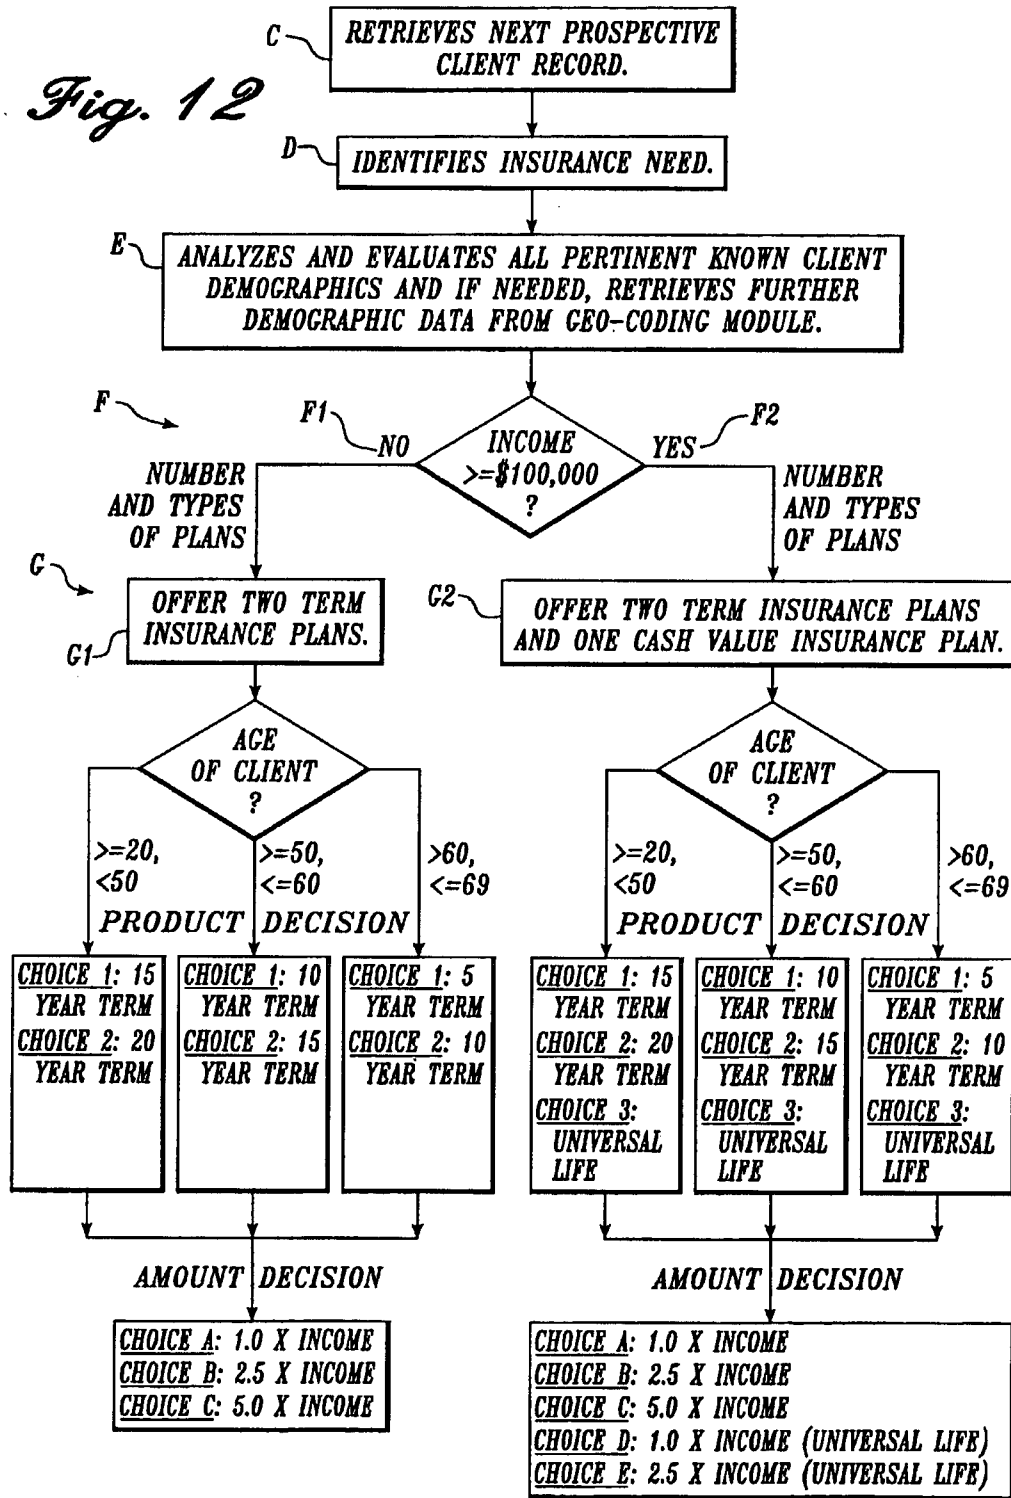 Fig. 12
C
RETRIEVES NEXT PROSPECTIVE
CLIENT RECORD.
D
IDENTIFIES INSURANCE NEED.
E
ANALYZES AND EVALUATES ALL PERTINENT KNOWN CLIENT
DEMOGRAPHICS AND IF NEEDED, RETRIEVES FURTHER
DEMOGRAPHIC DATA FROM GEO-CODING MODULE.
F
F1
NO
INCOME
>=$100,000
?
YES
F2
NUMBER
AND TYPES
OF PLANS
NUMBER
AND TYPES
OF PLANS
G
G1
OFFER TWO TERM
INSURANCE PLANS.
G2
OFFER TWO TERM INSURANCE PLANS
AND ONE CASH VALUE INSURANCE PLAN.
AGE
OF CLIENT
?
>=20,
<50
>=50,
<=60
>60,
<=69
PRODUCT DECISION
CHOICE 1: 15
YEAR TERM
CHOICE 2: 20
YEAR TERM
CHOICE 1: 10
YEAR TERM
CHOICE 2: 15
YEAR TERM
CHOICE 1: 5
YEAR TERM
CHOICE 2: 10
YEAR TERM
AMOUNT DECISION
CHOICE A: 1.0 X INCOME
CHOICE B: 2.5 X INCOME
CHOICE C: 5.0 X INCOME
AGE
OF CLIENT
?
>=20,
<50
>=50,
<=60
>60,
<=69
PRODUCT DECISION
CHOICE 1: 15
YEAR TERM
CHOICE 2: 20
YEAR TERM
CHOICE 3:
UNIVERSAL
LIFE
CHOICE 1: 10
YEAR TERM
CHOICE 2: 15
YEAR TERM
CHOICE 3:
UNIVERSAL
LIFE
CHOICE 1: 5
YEAR TERM
CHOICE 2: 10
YEAR TERM
CHOICE 3:
UNIVERSAL
LIFE
AMOUNT DECISION
CHOICE A: 1.0 X INCOME
CHOICE B: 2.5 X INCOME
CHOICE C: 5.0 X INCOME
CHOICE D: 1.0 X INCOME (UNIVERSAL LIFE)
CHOICE E: 2.5 X INCOME (UNIVERSAL LIFE)